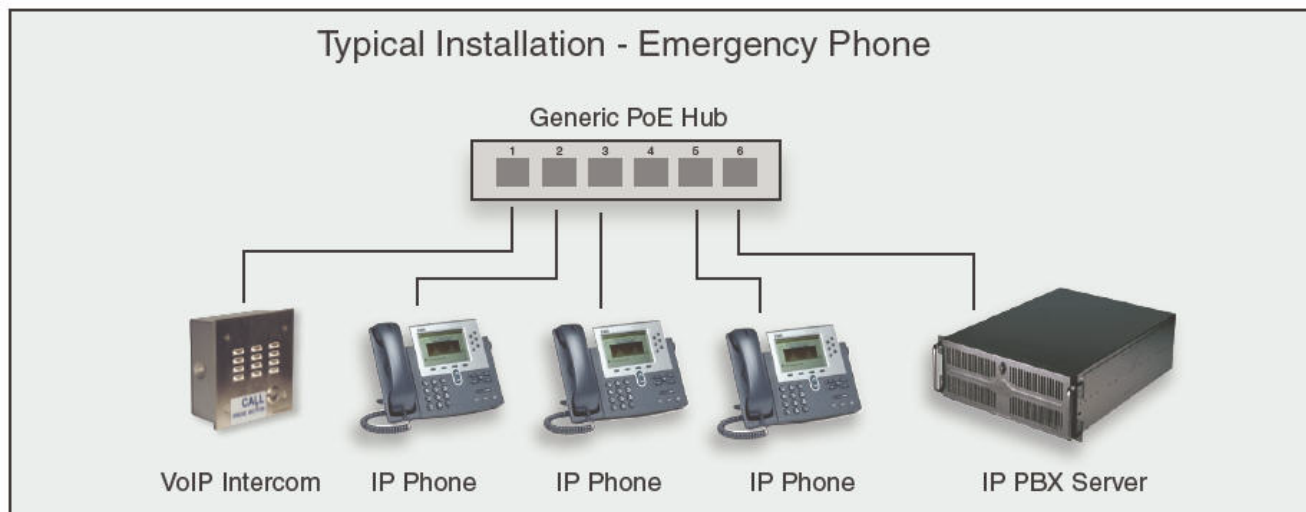 Typical Installation - Emergency Phone
Generic PoE Hub
1 2 3 4 5 6
CALL
VoIP Intercom IP Phone IP Phone IP Phone IP PBX Server